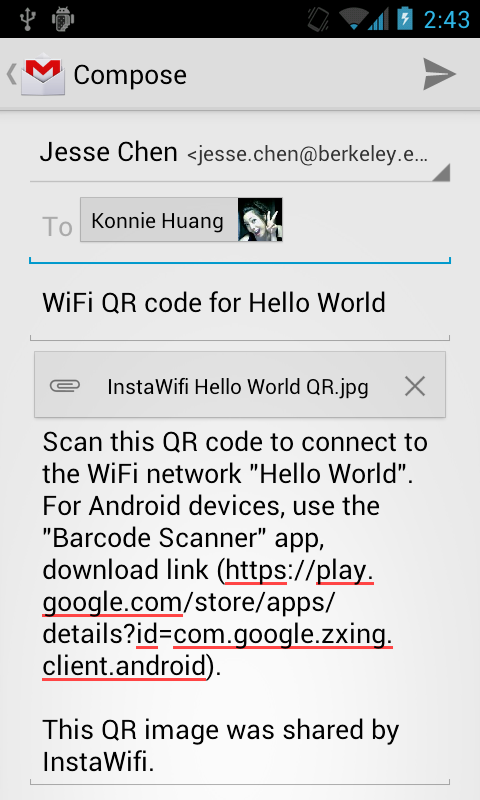 2:43
Compose
Jesse Chen <jesse.chen@berkeley.e...
To Konnie Huang
WiFi QR code for Hello World
InstaWifi Hello World QR.jpg
Scan this QR code to connect to
the WiFi network "Hello World".
For Android devices, use the
"Barcode Scanner" app,
download link (https://play.
google.com/store/apps/
details?id=com.google.zxing.
client.android).
This QR image was shared by
InstaWifi.